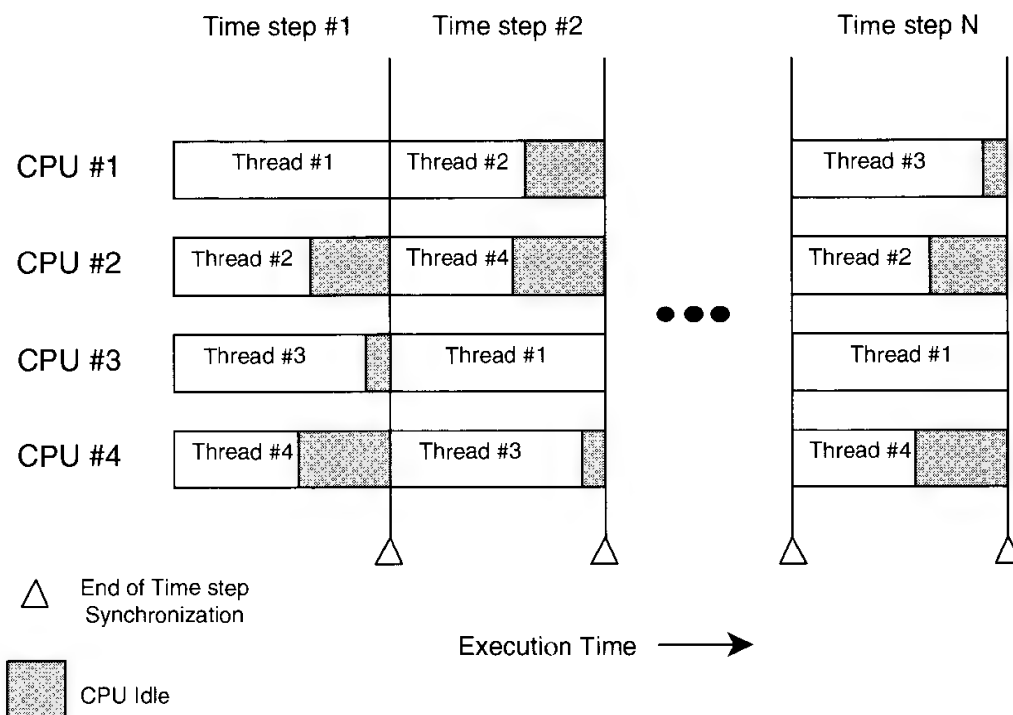 Time step #1 Time step #2 Time step N
CPU #1 Thread #1 Thread #2 Thread #3
CPU #2 Thread #2 Thread #4 Thread #2
CPU #3 Thread #3 Thread #1 Thread #1
CPU #4 Thread #4 Thread #3 Thread #4
End of Time step
Synchronization
Execution Time
CPU Idle